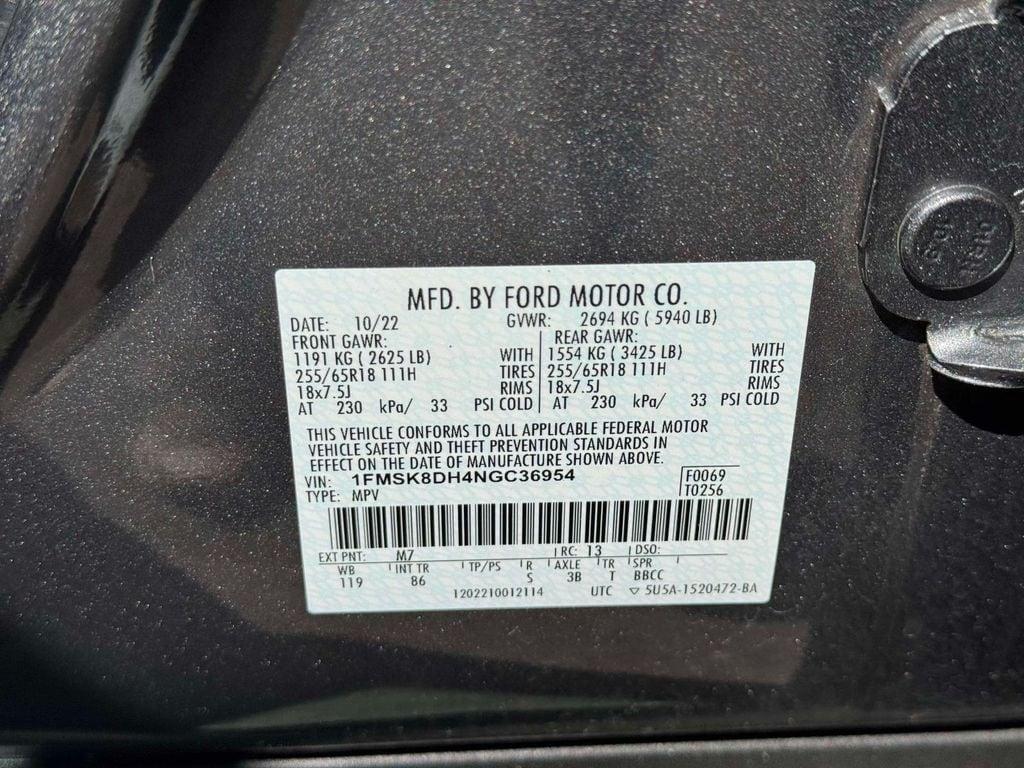 MFD. BY FORD MOTOR CO.
DATE: 10/22 GVWR: 2694 KG ( 5940 LB)
FRONT GAWR: REAR GAWR:
1191 KG ( 2625 LB) WITH 1554 KG ( 3425 LB) WITH
255/65R18 111H TIRES 255/65R18 111H TIRES
18x7.5J RIMS 18x7.5J RIMS
AT 230 kPa/ 33 PSI COLD AT 230 kPa/ 33 PSI COLD
THIS VEHICLE CONFORMS TO ALL APPLICABLE FEDERAL MOTOR
VEHICLE SAFETY AND THEFT PREVENTION STANDARDS IN
EFFECT ON THE DATE OF MANUFACTURE SHOWN ABOVE.
VIN: 1FMSK8DH4NGC36954 F0069
TYPE: MPV T0256
EXT PNT: M7 RC: 13 DSO:
WB INT TR TP/PS R AXLE TR SPR
119 86 S 3B T BBCC
1202210012114 UTC ▽ 5U5A-1520472-BA